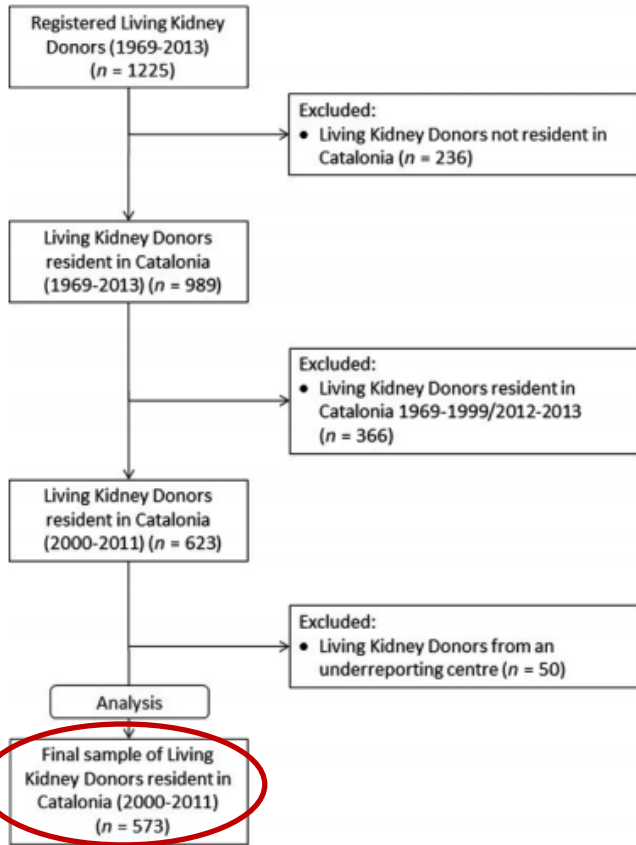 Registered Living Kidney
Donors (1969-2013)
(n = 1225)
Excluded:
• Living Kidney Donors not resident in
Catalonia (n = 236)
Living Kidney Donors
resident in Catalonia
(1969-2013) (n = 989)
Excluded:
• Living Kidney Donors resident in
Catalonia 1969-1999/2012-2013
(n = 366)
Living Kidney Donors
resident in Catalonia
(2000-2011) (n = 623)
Excluded:
• Living Kidney Donors from an
underreporting centre (n = 50)
Analysis
Final sample of Living
Kidney Donors resident in
Catalonia (2000-2011)
(n = 573)